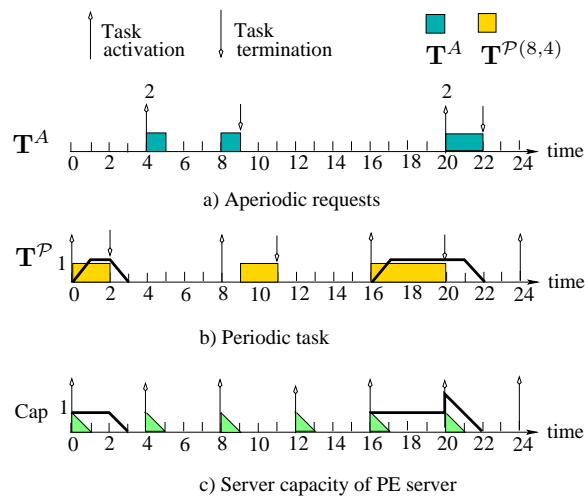 Task activation
Task termination
T^A
T^P(8,4)
2
2
T^A
0 2 4 6 8 10 12 14 16 18 20 22 24
time
a) Aperiodic requests
T^P
1
0 2 4 6 8 10 12 14 16 18 20 22 24
time
b) Periodic task
Cap
1
0 2 4 6 8 10 12 14 16 18 20 22 24
time
c) Server capacity of PE server